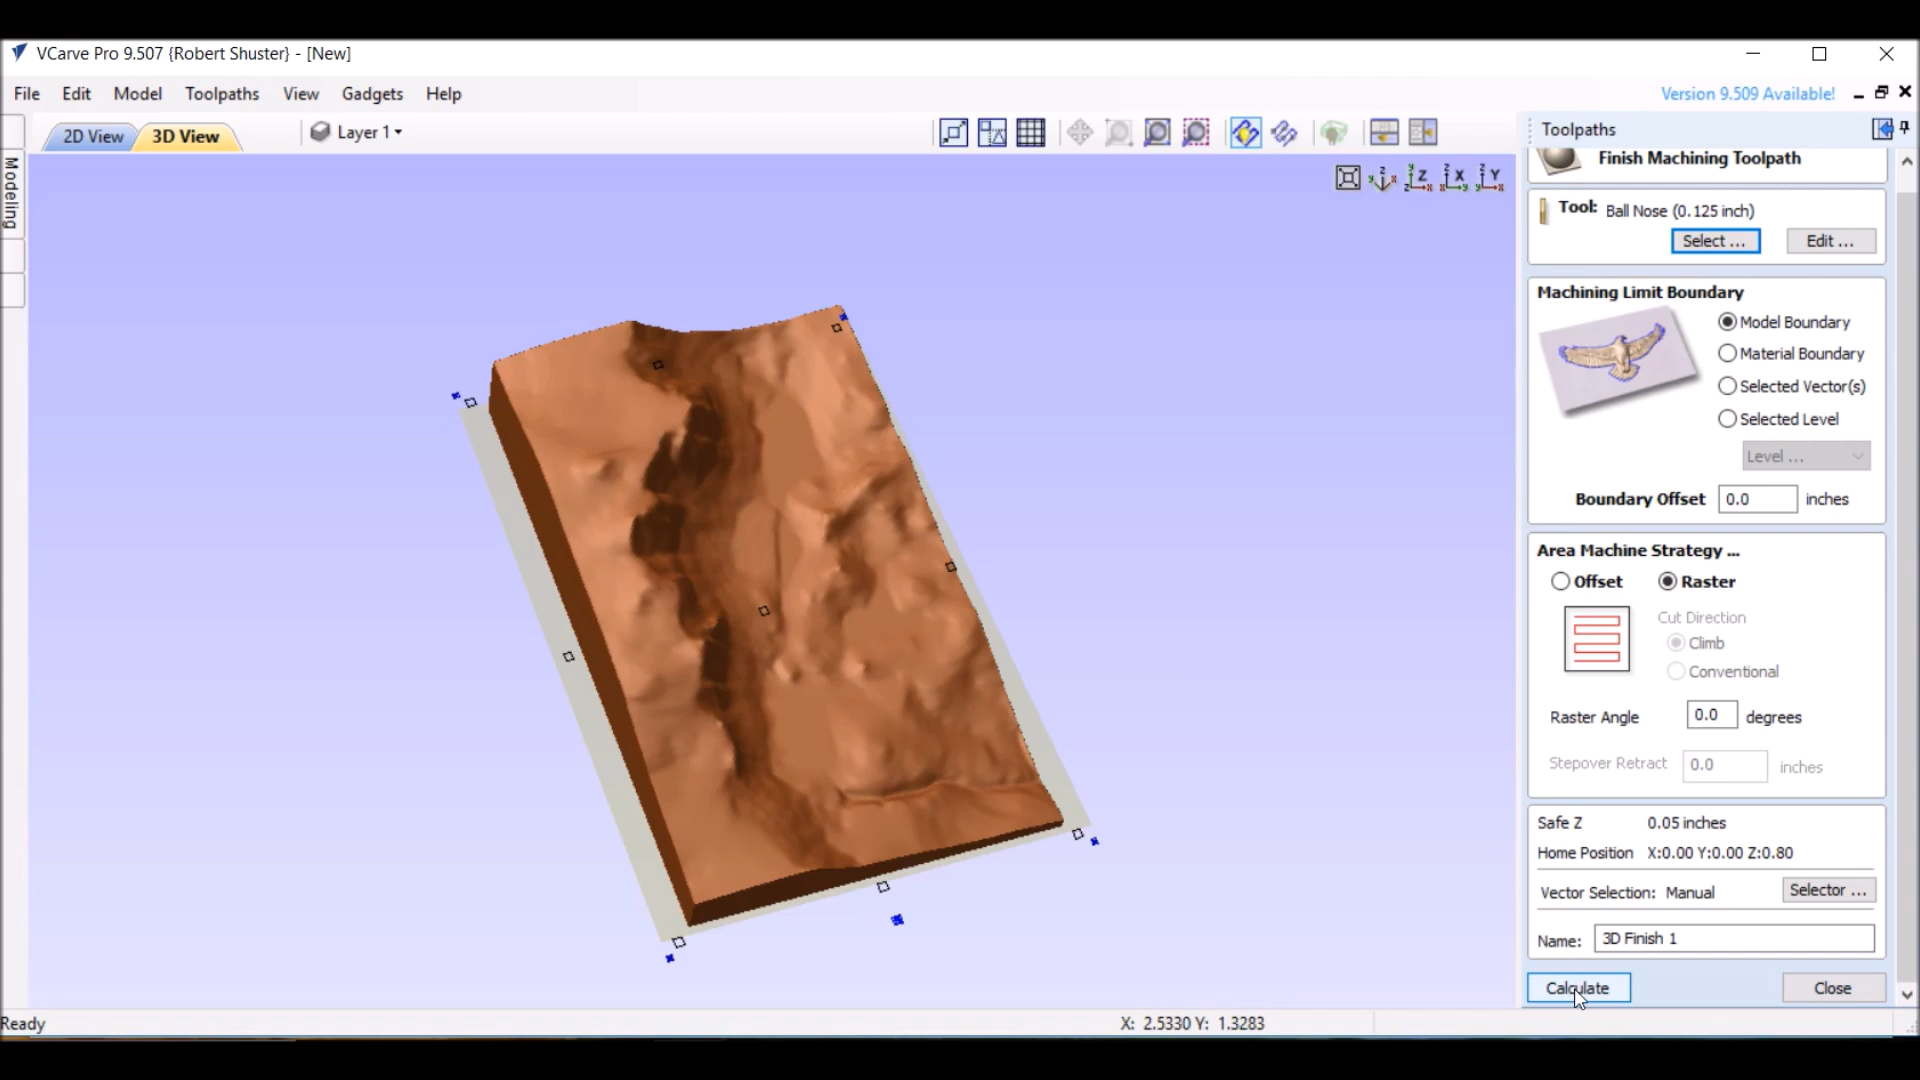 VCarve Pro 9.507 {Robert Shuster} - [New]
File Edit Model Toolpaths View Gadgets Help
Version 9.509 Available!
2D View 3D View Layer 1
Modeling
Toolpaths
Finish Machining Toolpath
Tool: Ball Nose (0.125 inch)
Select ... Edit ...
Machining Limit Boundary
Model Boundary
Material Boundary
Selected Vector(s)
Selected Level
Level ...
Boundary Offset 0.0 inches
Area Machine Strategy ...
Offset Raster
Cut Direction
Climb
Conventional
Raster Angle 0.0 degrees
Stepover Retract 0.0 inches
Safe Z 0.05 inches
Home Position X:0.00 Y:0.00 Z:0.80
Vector Selection: Manual Selector ...
Name: 3D Finish 1
Calculate Close
Ready X: 2.5330 Y: 1.3283